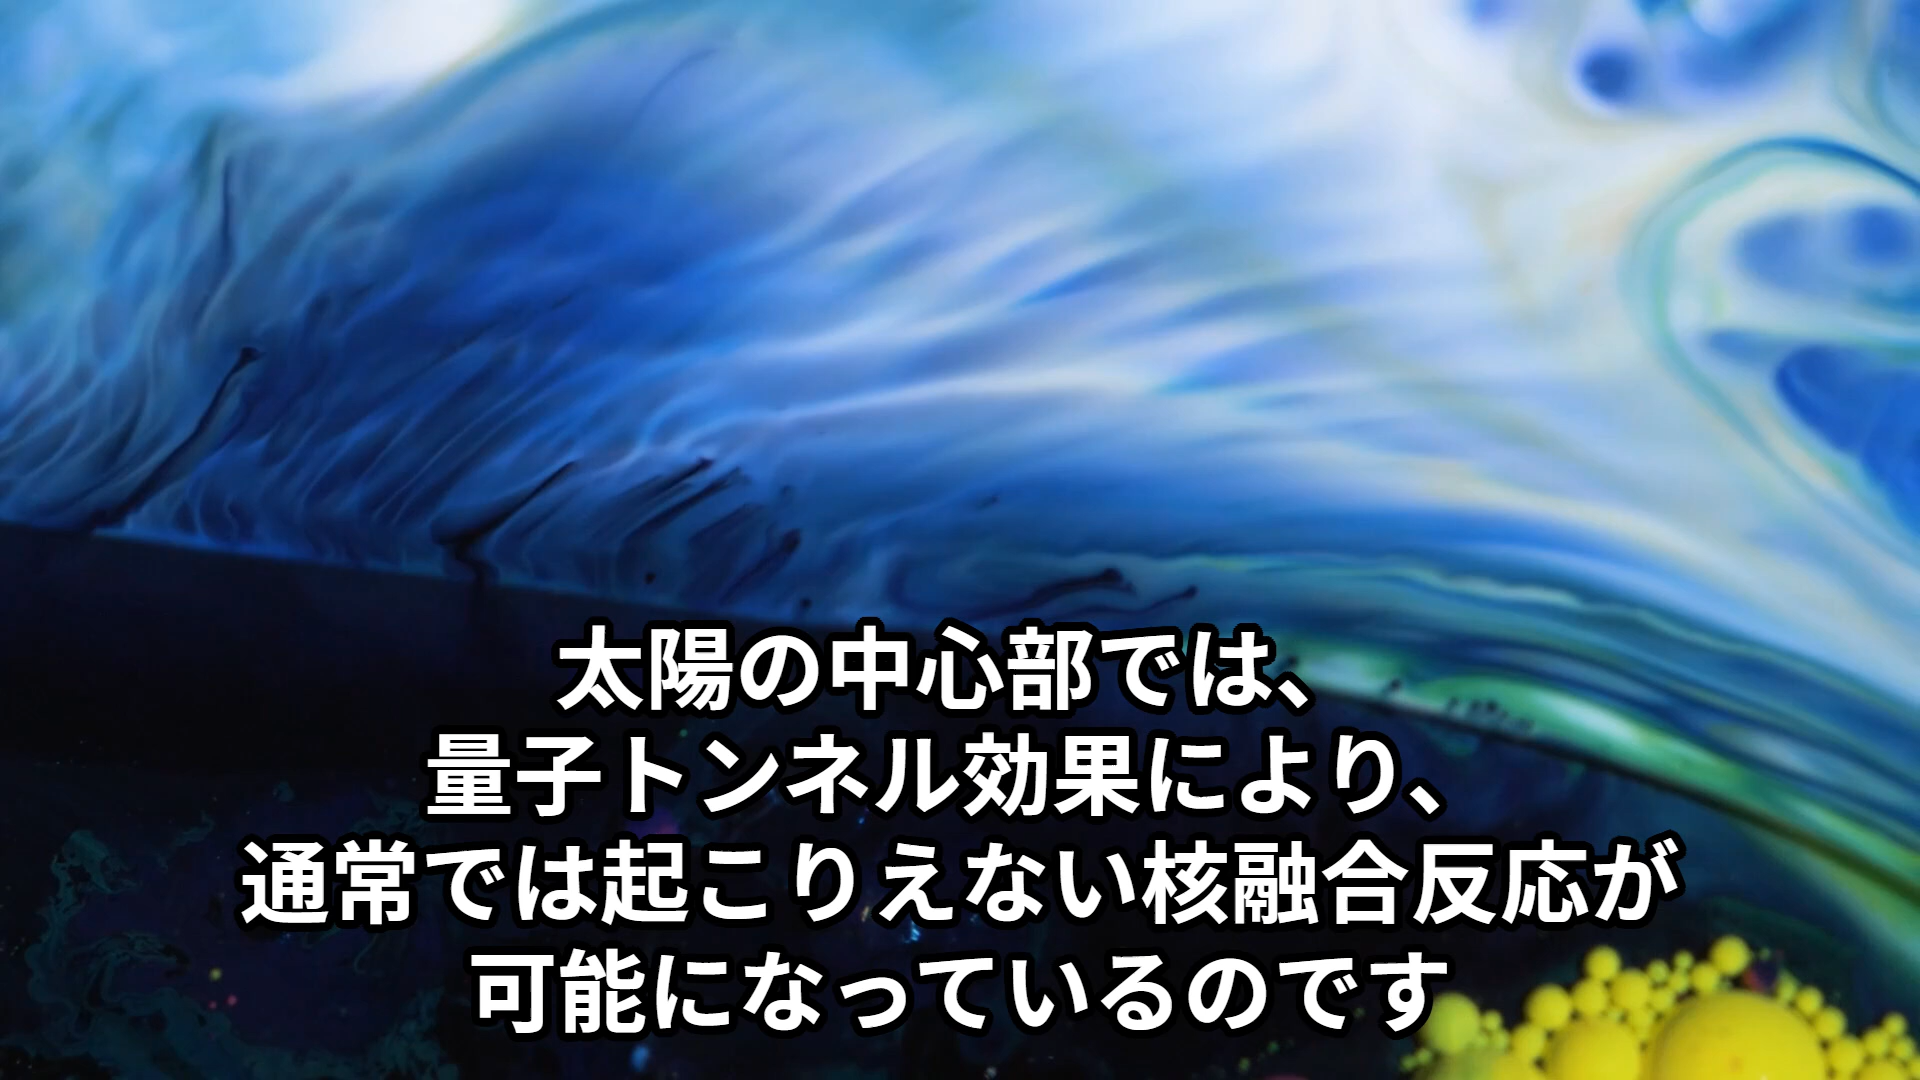 太陽の中心部では、
量子トンネル効果により、
通常では起こりえない核融合反応が
可能になっているのです